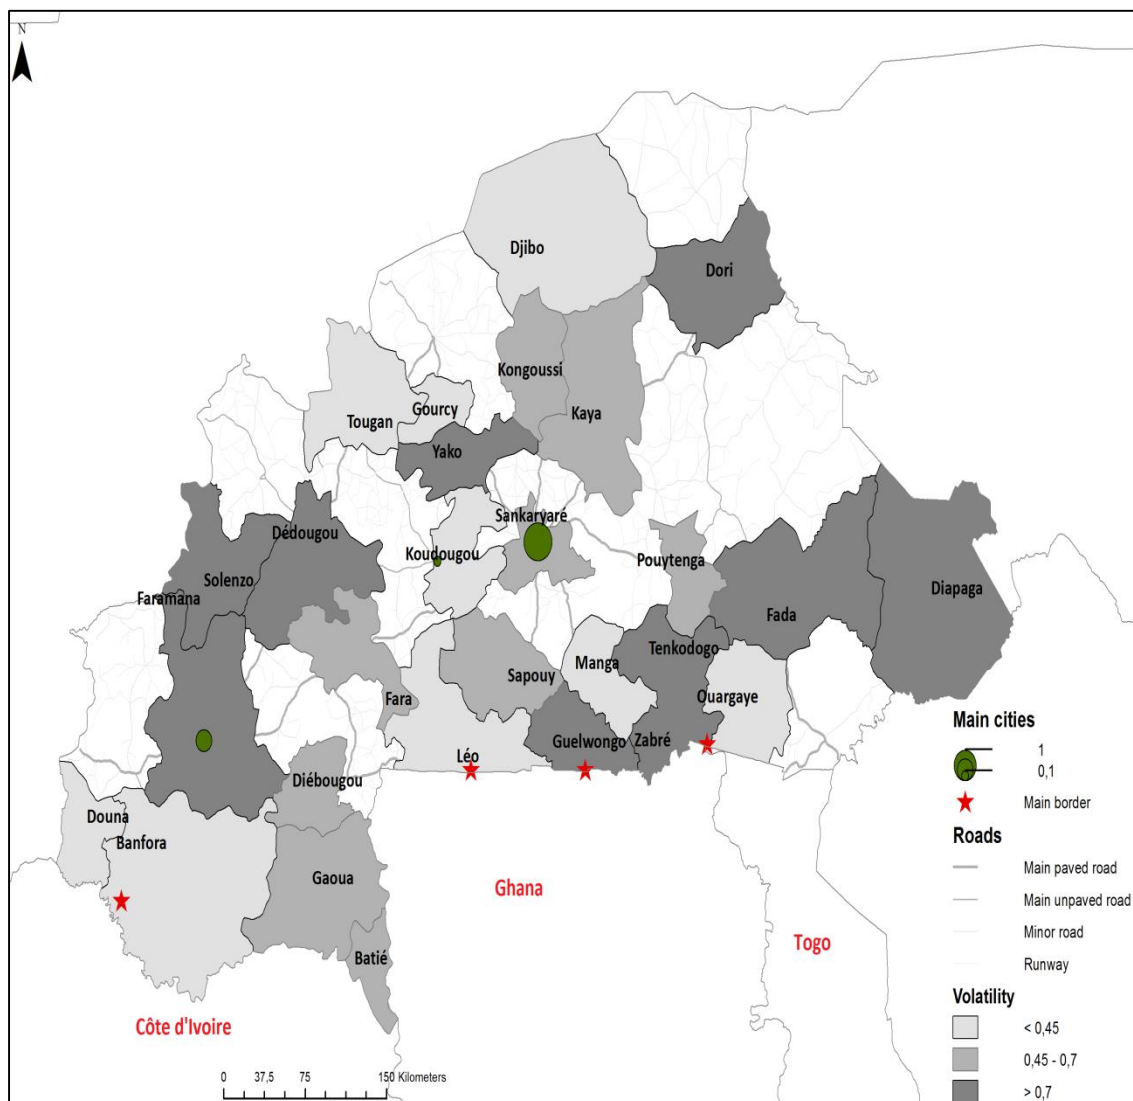 N
Djibo
Dori
Kongoussi
Kaya
Gourcy
Tougan
Yako
Sankaryaré
Dédougou
Koudougou
Pouytenga
Solenzo
Faramana
Diapaga
Fada
Tenkodogo
Manga
Sapouy
Ouargaye
Fara
Guelwongo
Zabré
Léo
Diébougou
Douna
Banfora
Gaoua
Batié
Ghana
Togo
Côte d'Ivoire
0 37,5 75 150 Kilometers
Main cities
1
0,1
Main border
Roads
Main paved road
Main unpaved road
Minor road
Runway
Volatility
< 0,45
0,45 - 0,7
> 0,7